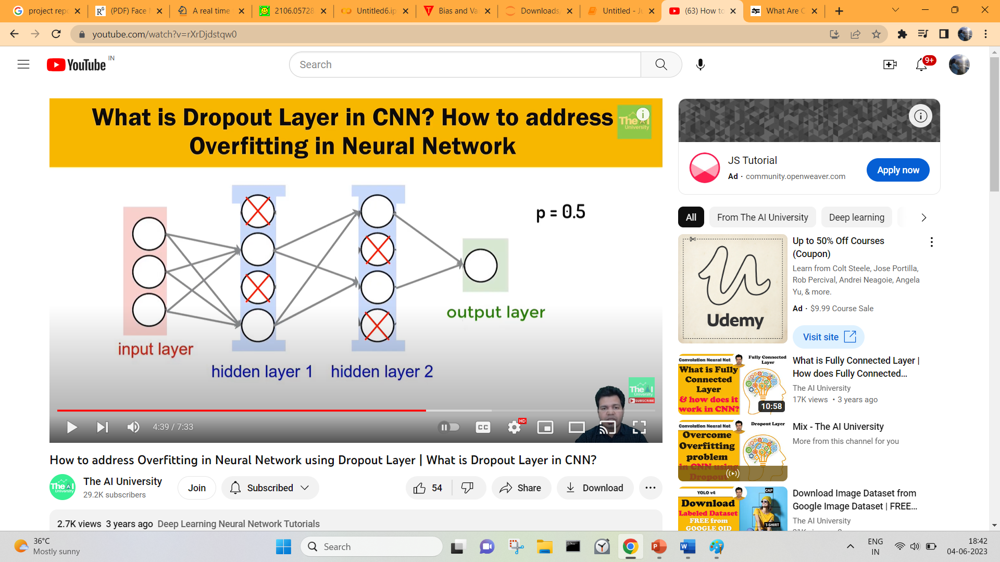 project rep
(PDF) Face
A real time
2106.05728
Untitled6.ip
Bias and Va
Downloads
Untitled - Ju
(63) How to
What Are C
youtube.com/watch?v=rXrDjdstqw0
YouTube IN
Search
9+
What is Dropout Layer in CNN? How to address
Overfitting in Neural Network
The AI
University
p = 0.5
output layer
input layer
hidden layer 1
hidden layer 2
The AI
University
SUBSCRIBE
4:39 / 7:33
CC
HD
How to address Overfitting in Neural Network using Dropout Layer | What is Dropout Layer in CNN?
The AI
University
The AI University
29.2K subscribers
Join
Subscribed
54
Share
Download
2.7K views 3 years ago Deep Learning Neural Network Tutorials
JS Tutorial
Ad · community.openweaver.com
Apply now
All
From The AI University
Deep learning
Udemy
Up to 50% Off Courses
(Coupon)
Learn from Colt Steele, Jose Portilla,
Rob Percival, Andrei Neagoie, Angela
Yu, & more.
Ad · $9.99 Course Sale
Visit site
Convolution Neural Net
Fully Connected
Layer
What is Fully
Connected
Layer
& how does it
work in CNN?
10:58
What is Fully Connected Layer |
How does Fully Connected...
The AI University
17K views • 3 years ago
Convolution Neural Net
Dropout Layer
Overcome
Overfitting
problem
in CNN using
Dropout
Mix - The AI University
More from this channel for you
YOLO v4
CAP
Download
Labeled Dataset
FREE from
GOOGLE OID
T-SHIRT
Download Image Dataset from
Google Image Dataset | FREE...
The AI University
36°C
Mostly sunny
Search
ENG
IN
18:42
04-06-2023